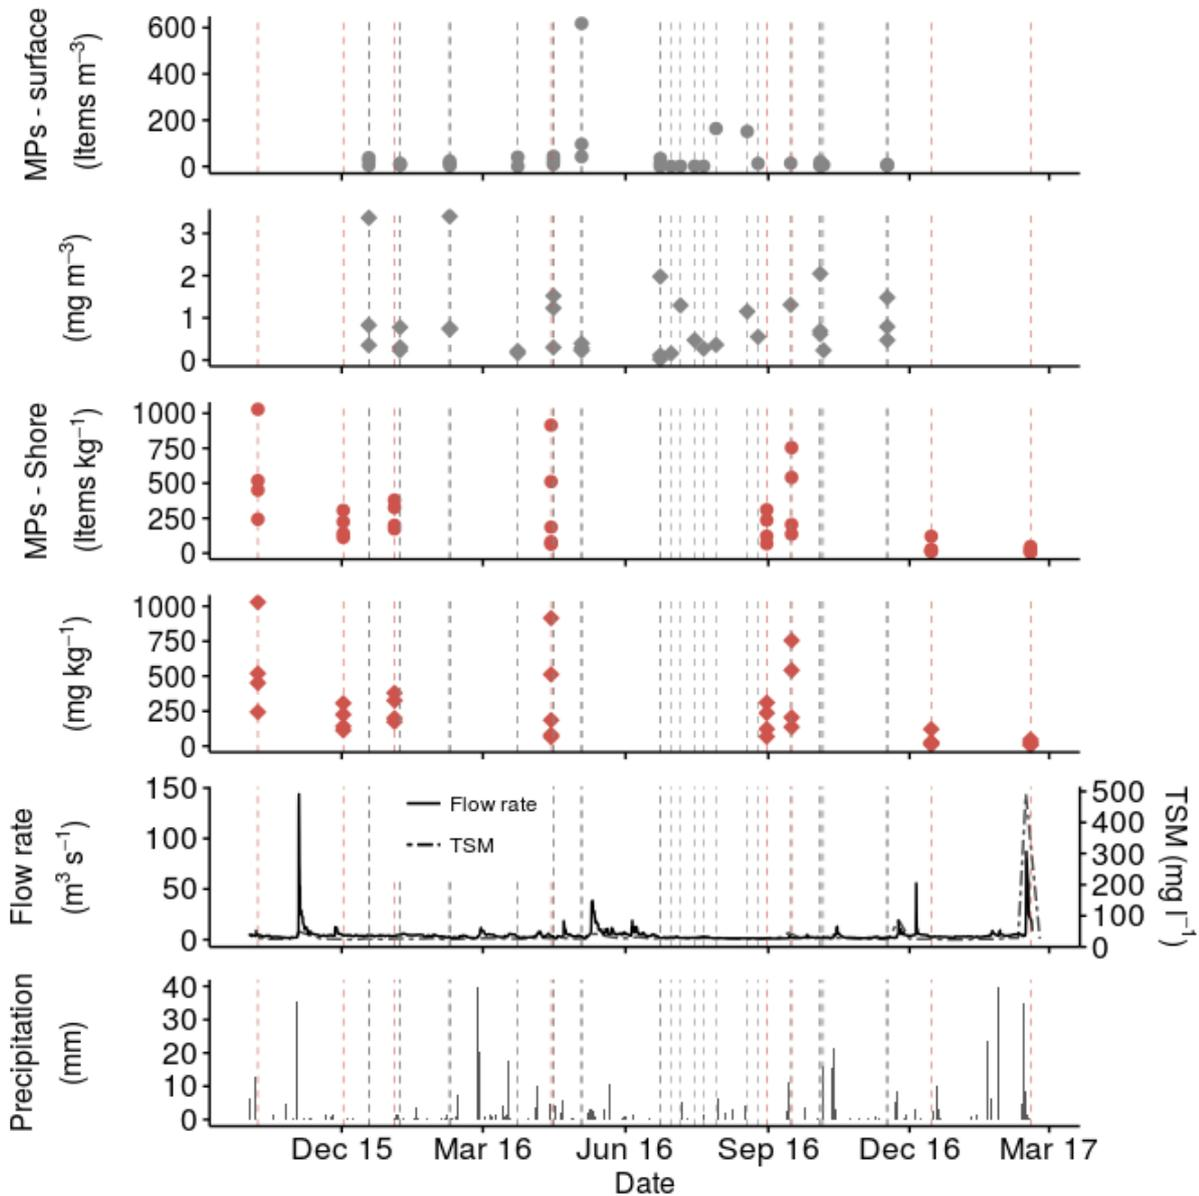 MPs - surface
(Items m⁻³)
600
400
200
0
(mg m⁻³)
3
2
1
0
MPs - Shore
(Items kg⁻¹)
1000
750
500
250
0
(mg kg⁻¹)
1000
750
500
250
0
Flow rate
(m³ s⁻¹)
150
100
50
0
Flow rate
TSM
500
400
300
200
100
0
TSM (mg l⁻¹)
Precipitation
(mm)
40
30
20
10
0
Dec 15 Mar 16 Jun 16 Sep 16 Dec 16 Mar 17
Date